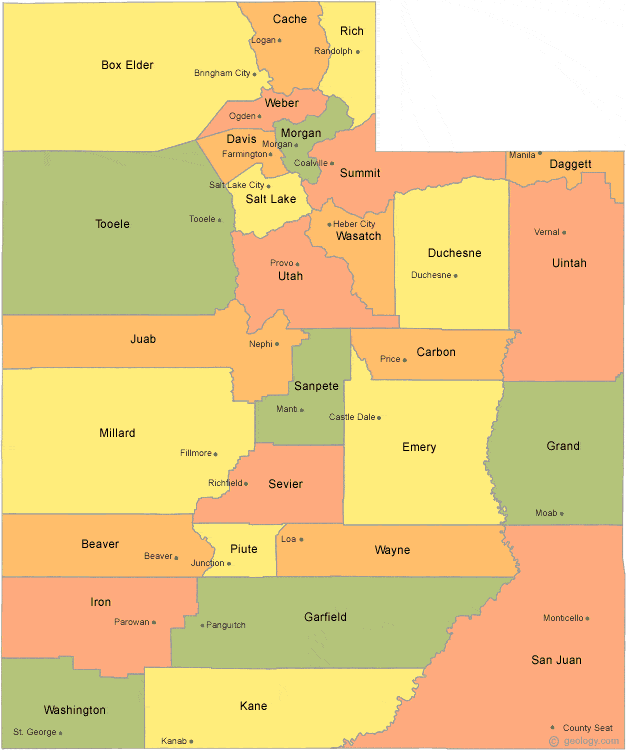 Cache
Rich
Logan
Randolph
Box Elder
Bringham City
Weber
Ogden
Morgan
Davis
Morgan
Farmington
Coalville
Manila
Daggett
Summit
Salt Lake City
Salt Lake
Tooele
Tooele
Heber City
Wasatch
Vernal
Duchesne
Provo
Uintah
Utah
Duchesne
Juab
Nephi
Carbon
Price
Sanpete
Manti
Castle Dale
Millard
Emery
Grand
Fillmore
Richfield
Sevier
Moab
Beaver
Loa
Piute
Wayne
Beaver
Junction
Iron
Parowan
Panguitch
Garfield
Monticello
San Juan
Washington
Kane
St. George
Kanab
County Seat
© geology.com